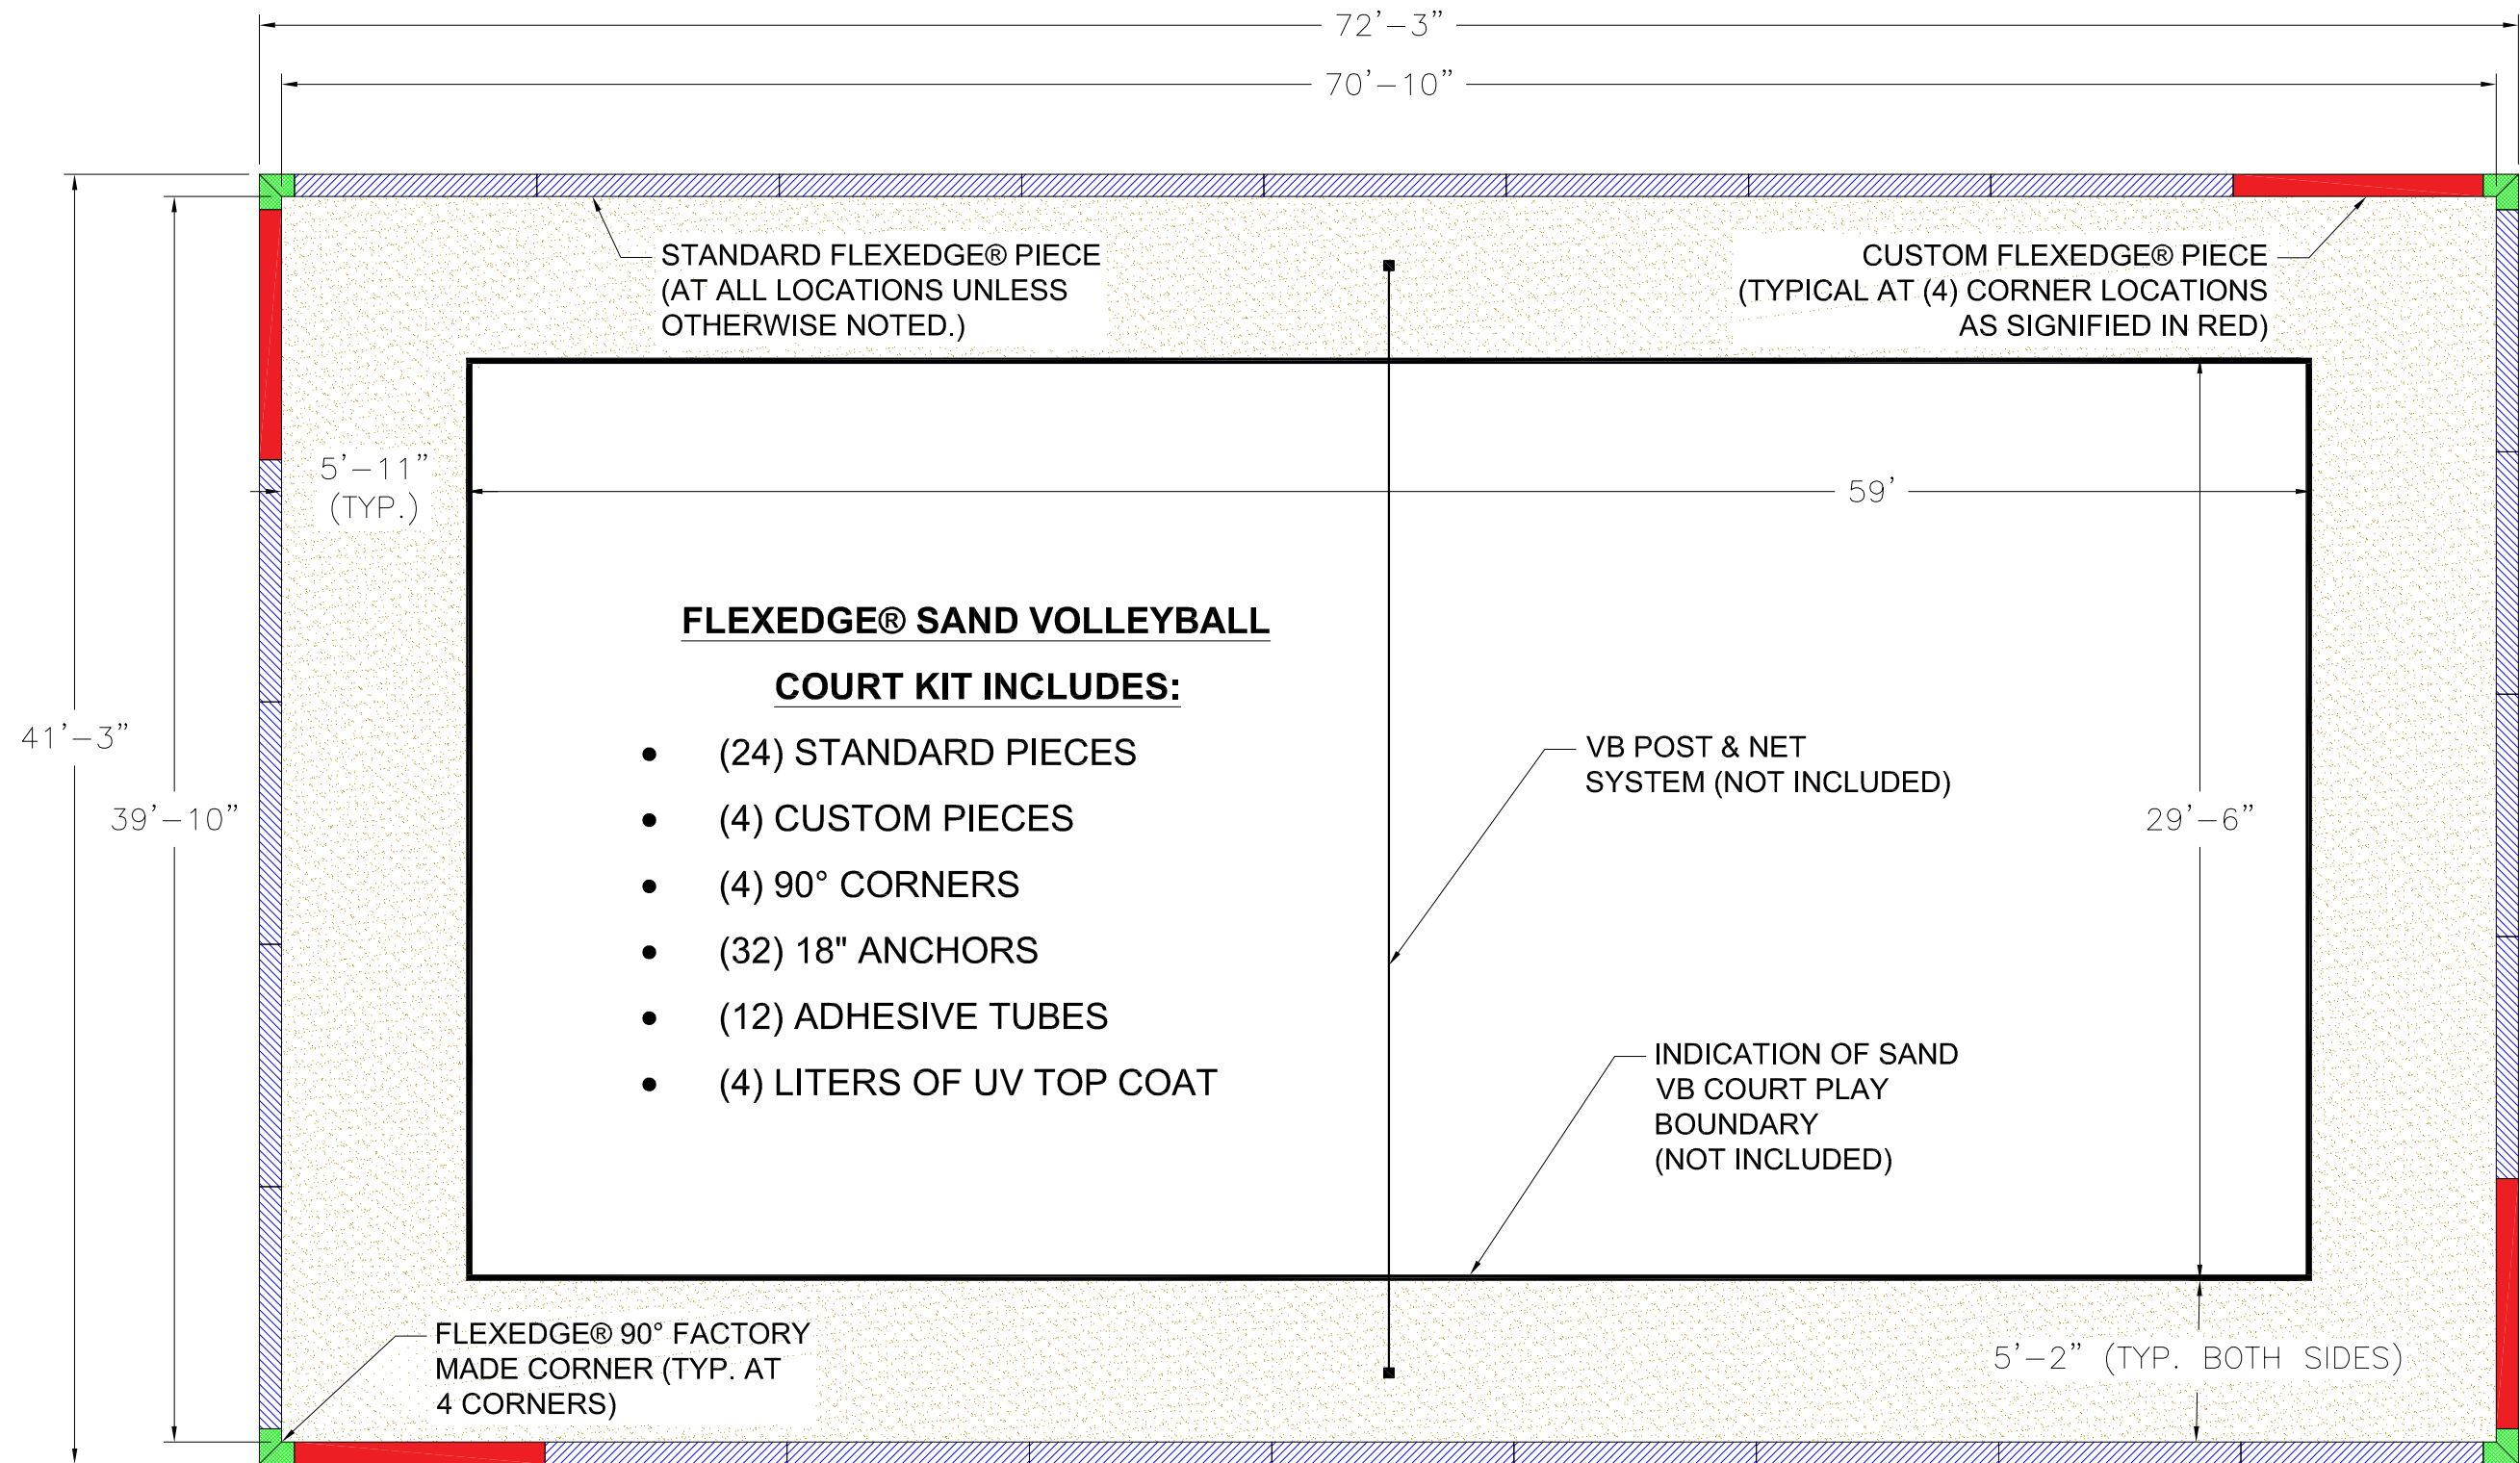 72’-3”
70’-10”
STANDARD FLEXEDGE® PIECE
(AT ALL LOCATIONS UNLESS
OTHERWISE NOTED.)
CUSTOM FLEXEDGE® PIECE
(TYPICAL AT (4) CORNER LOCATIONS
AS SIGNIFIED IN RED)
5’-11”
(TYP.)
59’
FLEXEDGE® SAND VOLLEYBALL
COURT KIT INCLUDES:
• (24) STANDARD PIECES
• (4) CUSTOM PIECES
• (4) 90° CORNERS
• (32) 18" ANCHORS
• (12) ADHESIVE TUBES
• (4) LITERS OF UV TOP COAT
41’-3”
39’-10”
VB POST & NET
SYSTEM (NOT INCLUDED)
29’-6”
INDICATION OF SAND
VB COURT PLAY
BOUNDARY
(NOT INCLUDED)
FLEXEDGE® 90° FACTORY
MADE CORNER (TYP. AT
4 CORNERS)
5’-2” (TYP. BOTH SIDES)